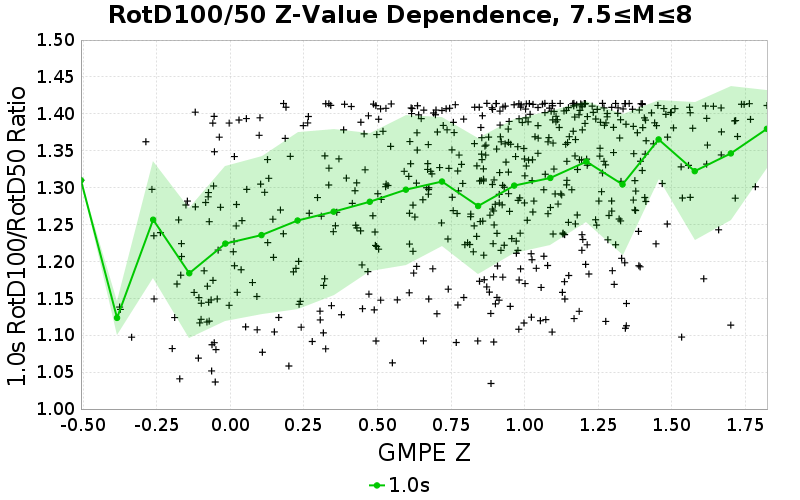 RotD100/50 Z-Value Dependence, 7.5≤M≤8
1.0s RotD100/RotD50 Ratio
1.50
1.45
1.40
1.35
1.30
1.25
1.20
1.15
1.10
1.05
1.00
-0.50 -0.25 0.00 0.25 0.50 0.75 1.00 1.25 1.50 1.75
GMPE Z
1.0s